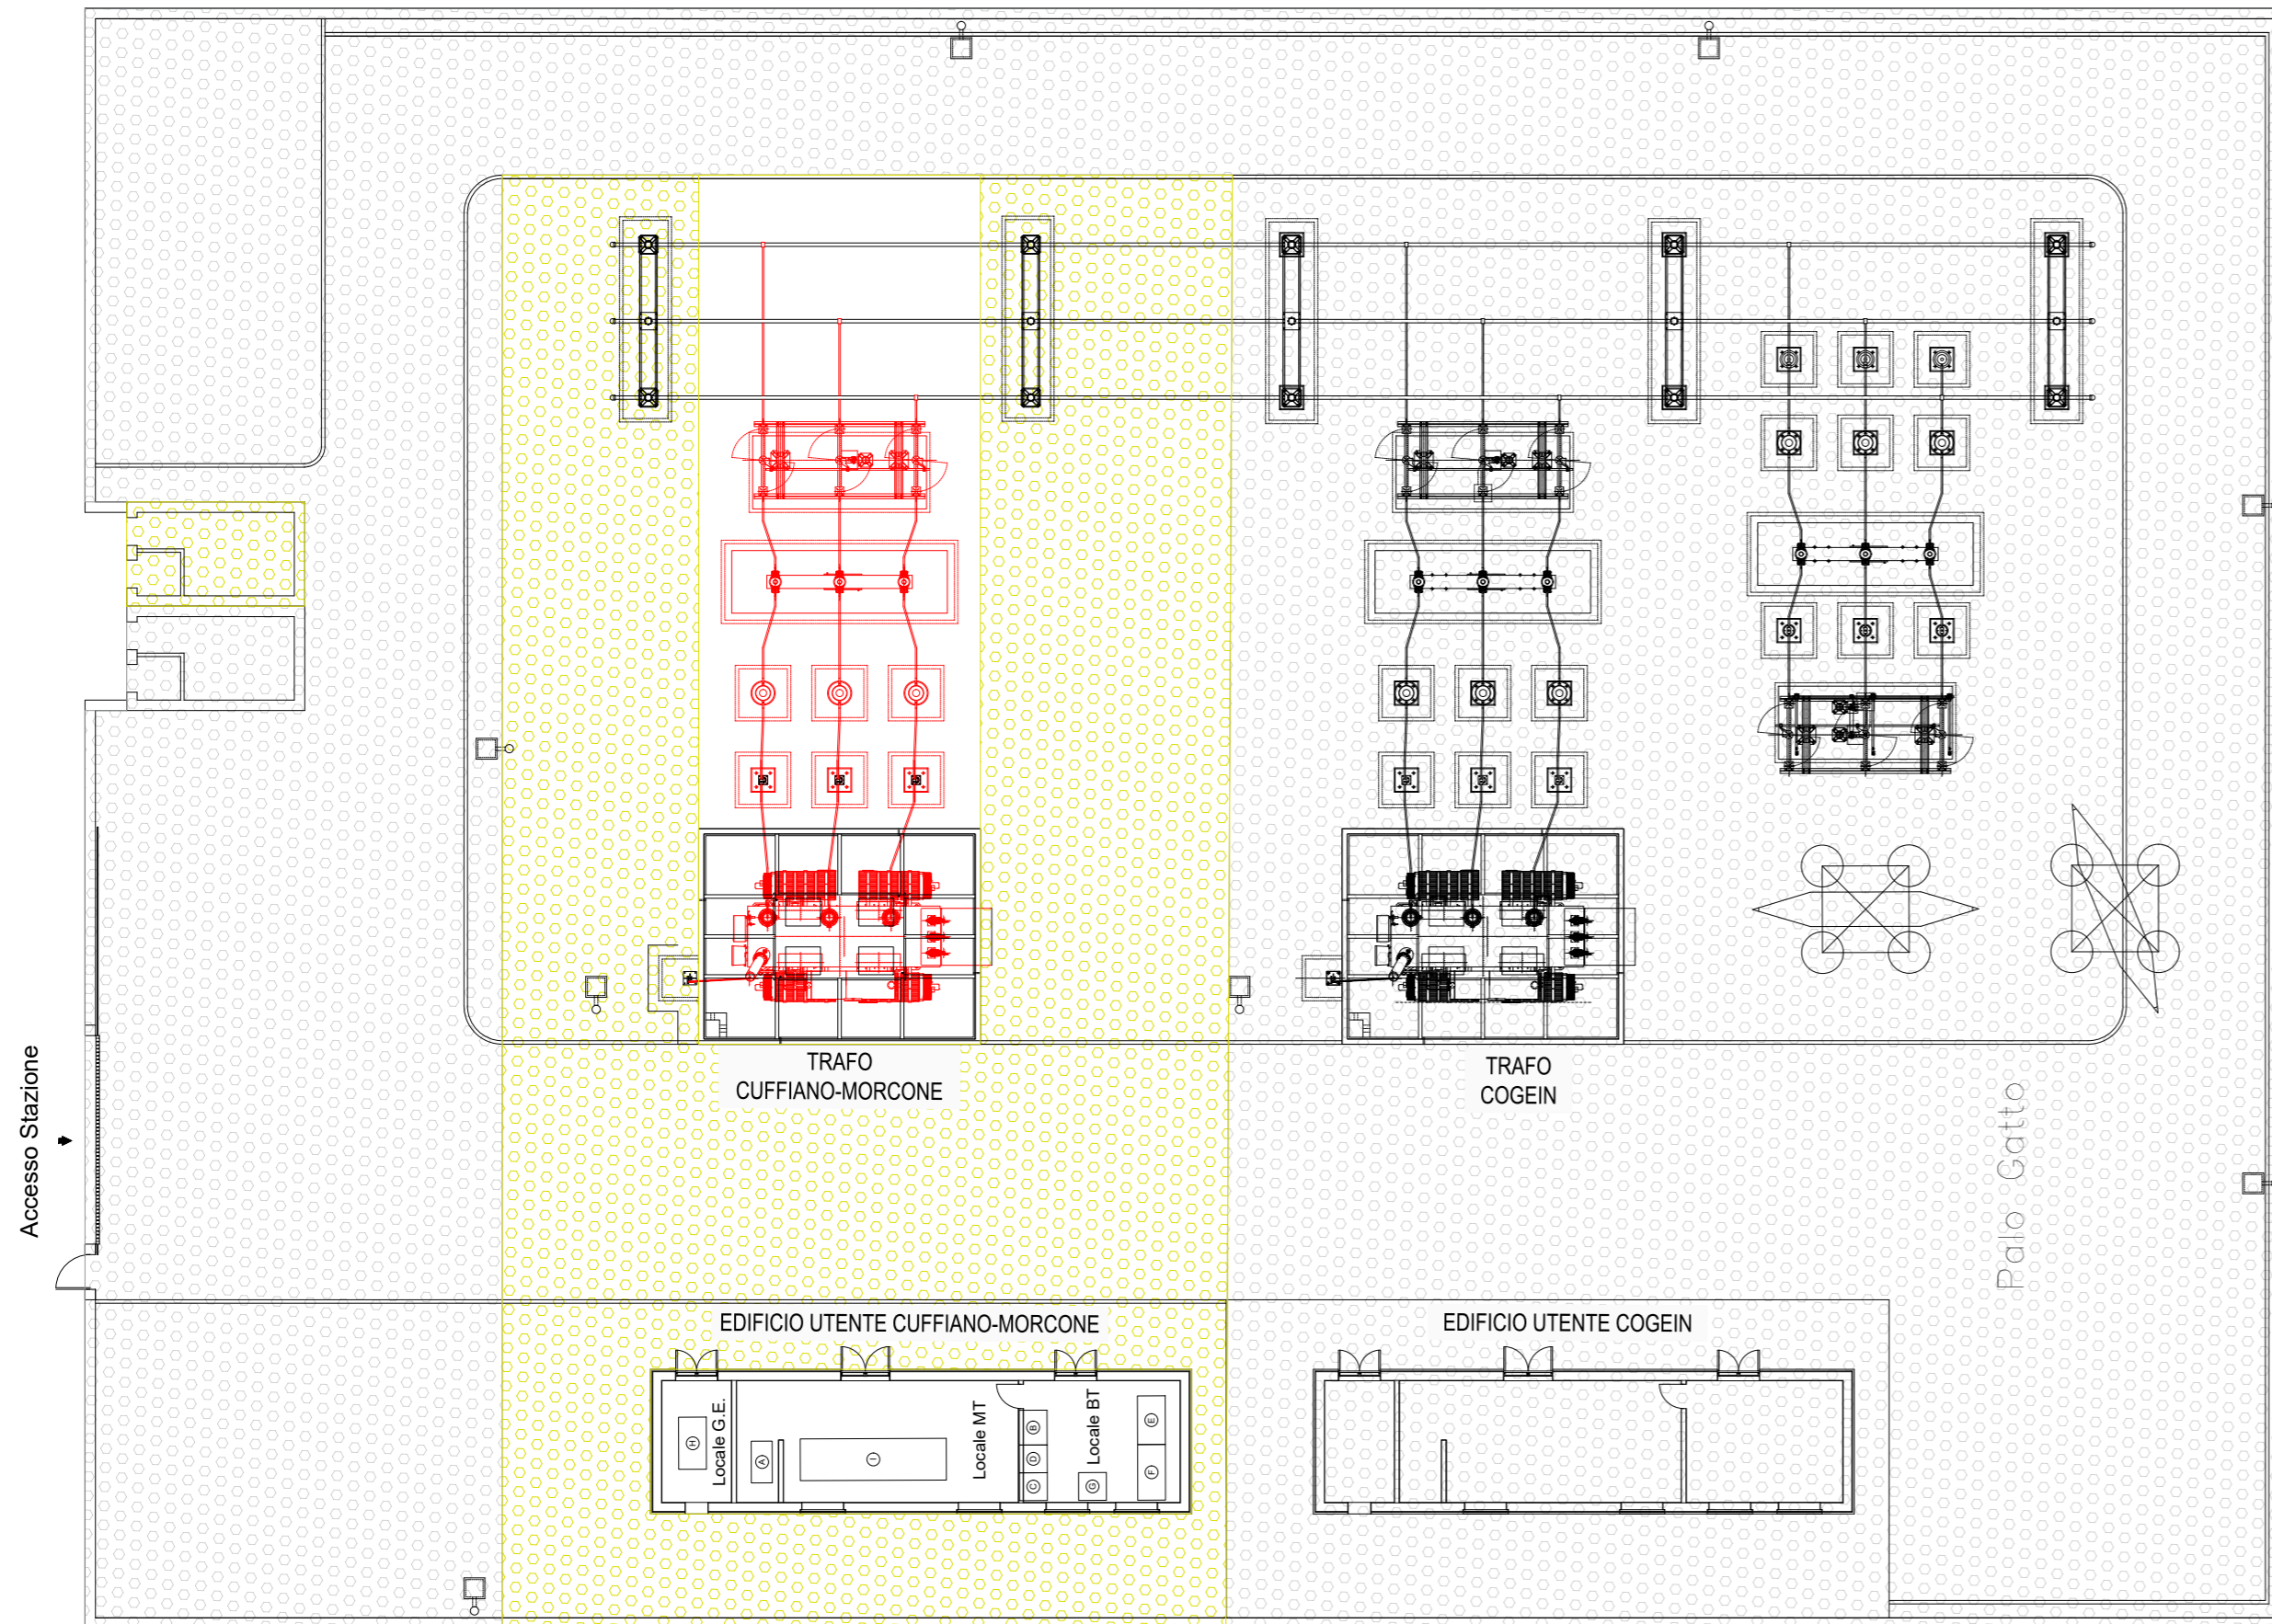 TRAFO
CUFFIANO-MORCONE
TRAFO
COGEIN
Accesso Stazione
Palo Gatto
EDIFICIO UTENTE CUFFIANO-MORCONE
EDIFICIO UTENTE COGEIN
H
Locale G.E.
A
I
Locale MT
B
D
C
Locale BT
G
E
F